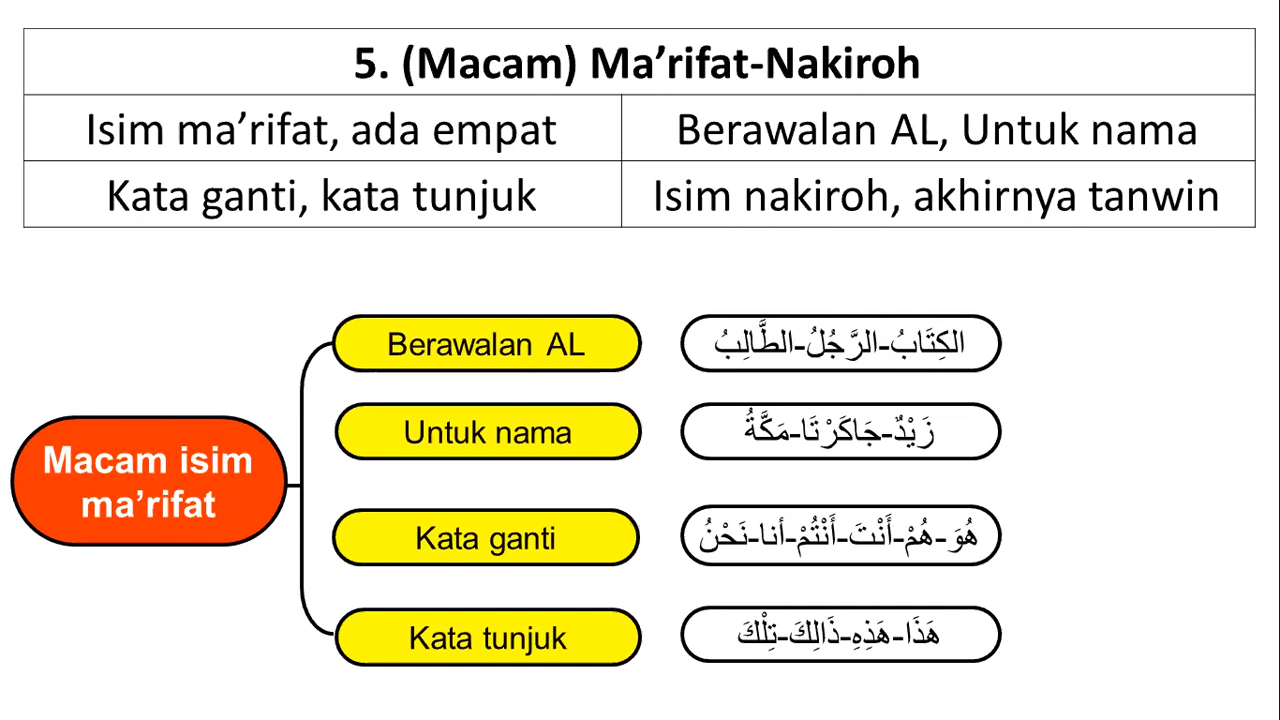 5. (Macam) Ma’rifat-Nakiroh
Isim ma’rifat, ada empat
Berawalan AL, Untuk nama
Kata ganti, kata tunjuk
Isim nakiroh, akhirnya tanwin
Macam isim
ma’rifat
Berawalan AL
الكِتَابُ-الرَّجُلُ-الطَّالِبُ
Untuk nama
زَيْدٌ-جَاكَرْتَا-مَكَّةُ
Kata ganti
هُوَ-هُمْ-أَنْتَ-أَنْتُمْ-أنا-نَحْنُ
Kata tunjuk
هَذَا-هَذِهِ-ذَالِكَ-تِلْكَ